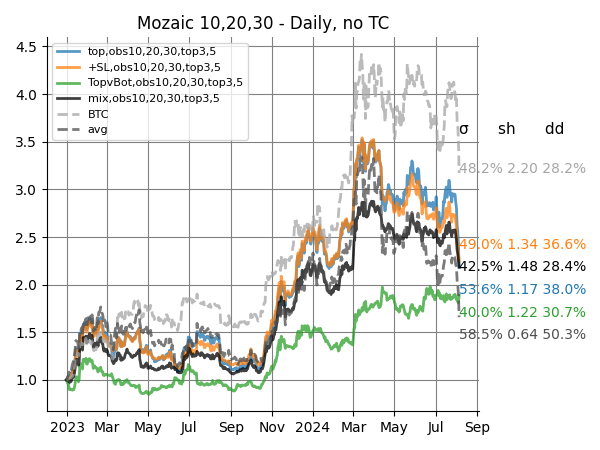 Mozaic 10,20,30 - Daily, no TC
4.5
4.0
3.5
3.0
2.5
2.0
1.5
1.0
top,obs10,20,30,top3,5
+SL,obs10,20,30,top3,5
TopvBot,obs10,20,30,top3,5
mix,obs10,20,30,top3,5
BTC
avg
σ sh dd
48.2% 2.20 28.2%
49.0% 1.34 36.6%
42.5% 1.48 28.4%
53.6% 1.17 38.0%
40.0% 1.22 30.7%
58.5% 0.64 50.3%
2023 Mar May Jul Sep Nov 2024 Mar May Jul Sep